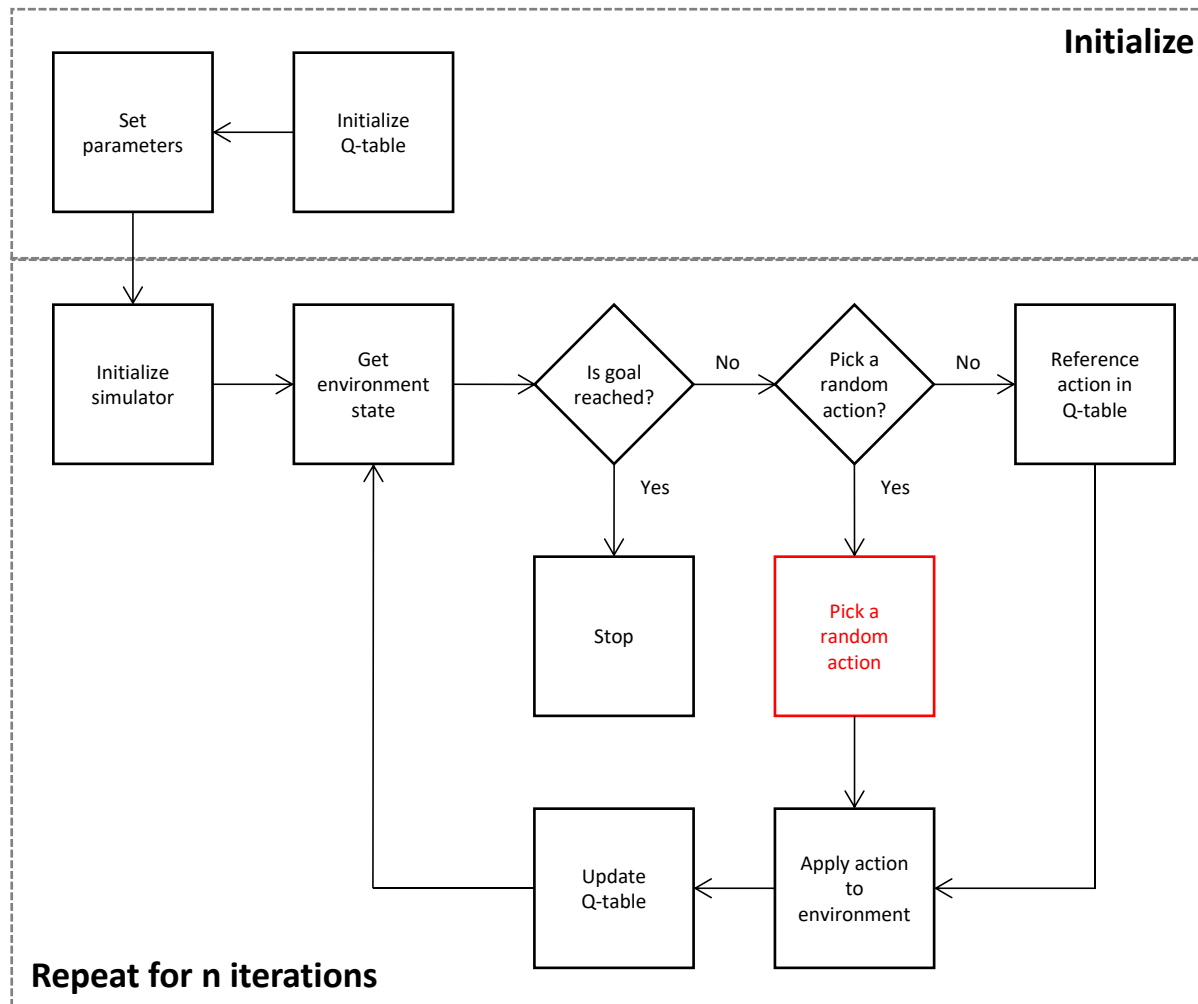 Initialize
Set
parameters
Initialize
Q-table
Initialize
simulator
Get
environment
state
Is goal
reached?
No
Pick a
random
action?
No
Reference
action in
Q-table
Yes
Yes
Stop
Pick a
random
action
Update
Q-table
Apply action
to
environment
Repeat for n iterations